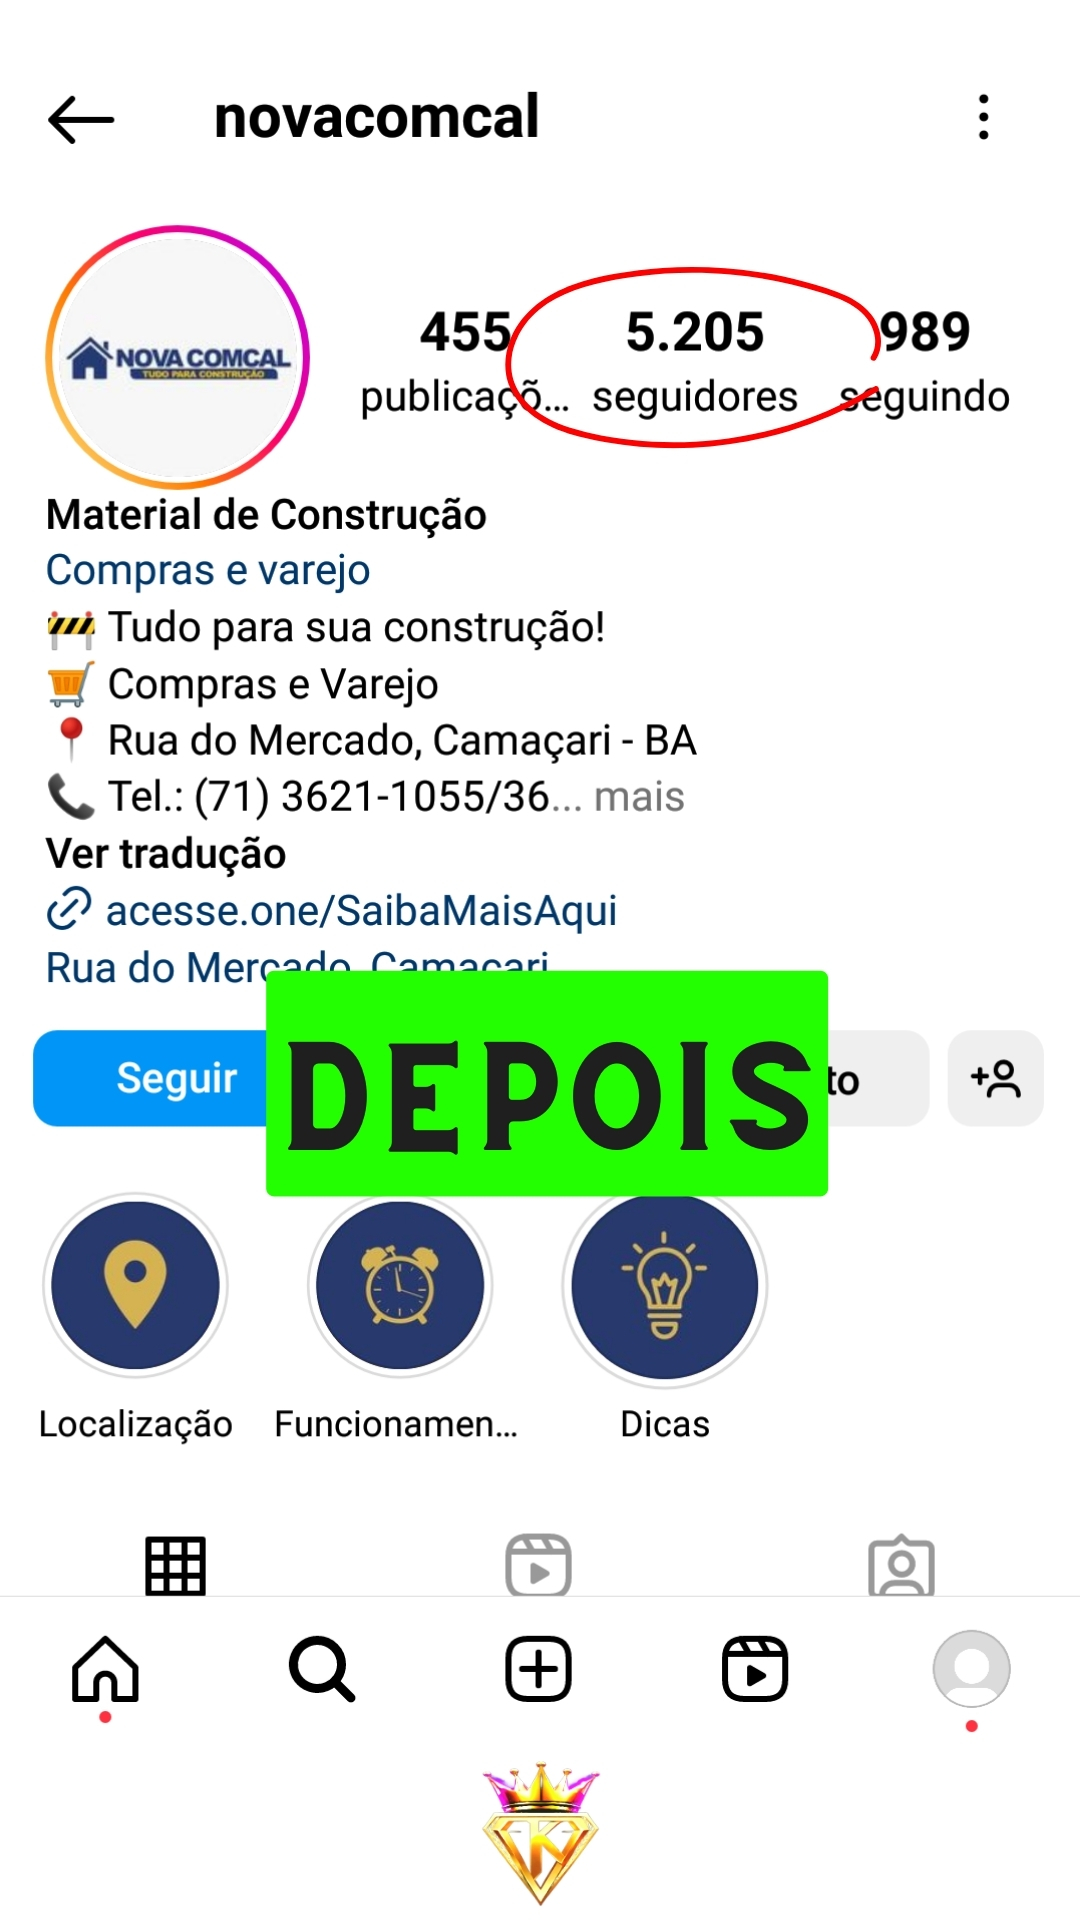 novacomcal
NOVA COMCAL
TUDO PARA CONSTRUÇÃO
455 5.205 989
publicaçõ... seguidores seguindo
Material de Construção
Compras e varejo
🚧 Tudo para sua construção!
🛒 Compras e Varejo
📍 Rua do Mercado, Camaçari - BA
📞 Tel.: (71) 3621-1055/36... mais
Ver tradução
acesse.one/SaibaMaisAqui
Rua do Mercado, Camaçari
Seguir
DEPOIS
to
Localização Funcionamen... Dicas
K